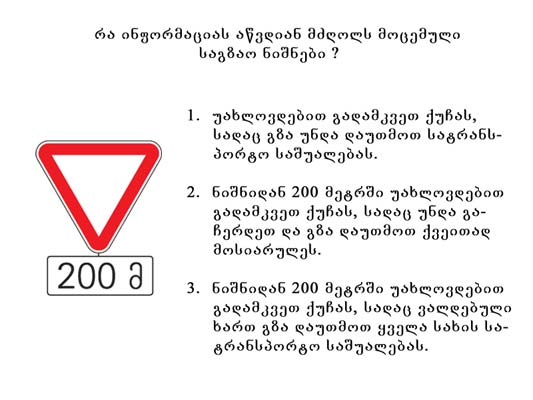 რა ინფორმაციას აწვდიან მძღოლს მოცემული
საგზაო ნიშნები ?
1. უახლოვდებით გადამკვეთ ქუჩას,
სადაც გზა უნდა დაუთმოთ სატრანს-
პორტო საშუალებას.
200 მ
2. ნიშნიდან 200 მეტრში უახლოვდებით
გადამკვეთ ქუჩას, სადაც უნდა გა-
ჩერდეთ და გზა დაუთმოთ ქვეითად
მოსიარულეს.
3. ნიშნიდან 200 მეტრში უახლოვდებით
გადამკვეთ ქუჩას, სადაც ვალდებული
ხართ გზა დაუთმოთ ყველა სახის სა-
ტრანსპორტო საშუალებას.